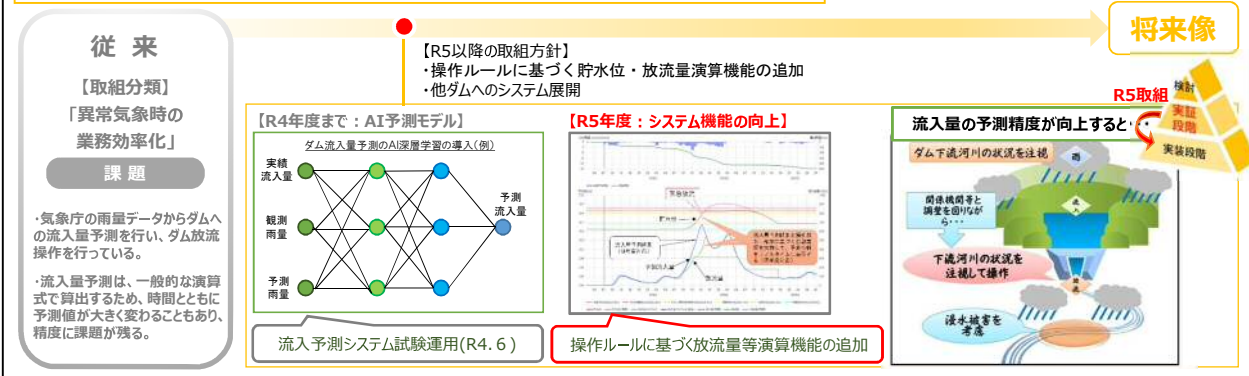 従 来
【取組分類】
「異常気象時の
業務効率化」
課 題
・気象庁の雨量データからダムへ
の流入量予測を行い、ダム放流
操作を行っている。
・流入量予測は、一般的な演算
式で算出するため、時間とともに
予測値が大きく変わることもあり、
精度に課題が残る。
【R5以降の取組方針】
・操作ルールに基づく貯水位・放流量演算機能の追加
・他ダムへのシステム展開
将来像
【R4年度まで：AI予測モデル】
ダム流入量予測のAI深層学習の導入(例)
実績
流入量
観測
雨量
予測
雨量
予測
流入量
流入予測システム試験運用(R4.6)
【R5年度：システム機能の向上】
貯水位
予測流入量
放流量
操作ルールに基づく放流量等演算機能の追加
R5取組
検討
実証
段階
実装段階
流入量の予測精度が向上すると・・・
ダム下流河川の状況を注視
雨
関係機関等と
調整を図りなが
ら・・・
流入
下流河川の状況を
注視して操作
放流
浸水被害を
考慮